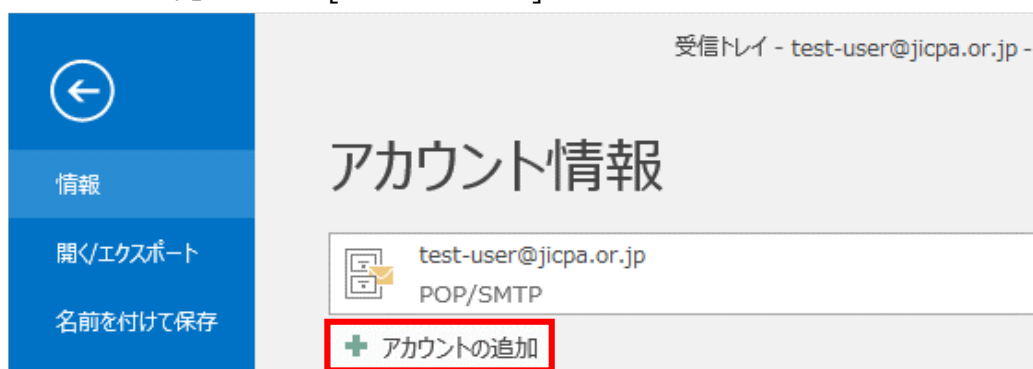 受信トレイ - test-user@jicpa.or.jp -
アカウント情報
情報
開く/エクスポート
名前を付けて保存
test-user@jicpa.or.jp
POP/SMTP
アカウントの追加